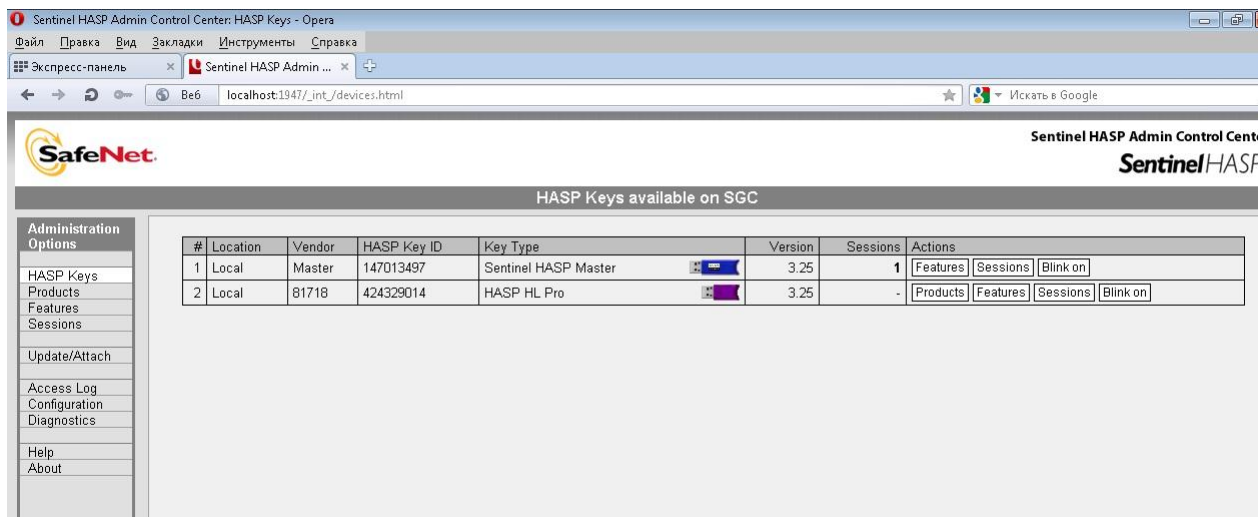 Sentinel HASP Admin Control Center: HASP Keys - Opera
Файл Правка Вид Закладки Инструменты Справка
Экспресс-панель Sentinel HASP Admin ...
Веб localhost:1947/_int_/devices.html Искать в Google
SafeNet.
Sentinel HASP Admin Control Cente
Sentinel HASP
HASP Keys available on SGC
Administration
Options
HASP Keys
Products
Features
Sessions
Update/Attach
Access Log
Configuration
Diagnostics
Help
About
# Location Vendor HASP Key ID Key Type Version Sessions Actions
1 Local Master 147013497 Sentinel HASP Master 3.25 1 Features Sessions Blink on
2 Local 81718 424329014 HASP HL Pro 3.25 - Products Features Sessions Blink on